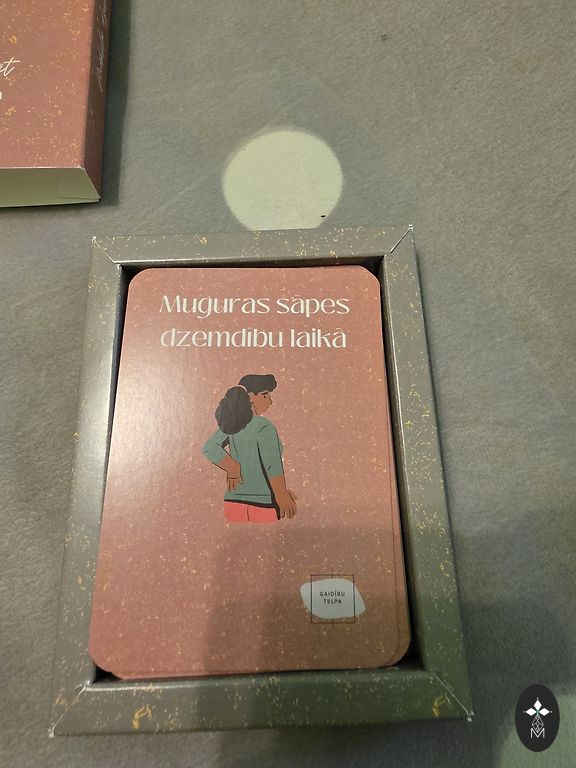 Muguras sāpes
dzemdību laikā
GAIDĪBU
TELPA
M